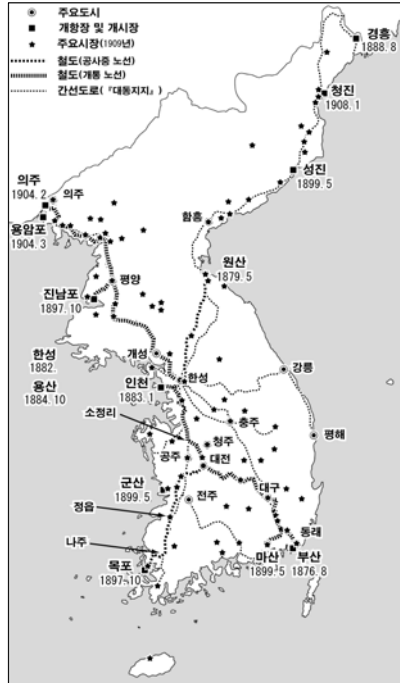 주요도시
개항장 및 개시장
주요시장(1909년)
철도(공사중 노선)
철도(개통 노선)
간선도로(『대동지지』)
경흥
1888.8
청진
1908.1
성진
1899.5
의주
1904.2
의주
용암포
1904.3
함흥
원산
1879.5
평양
진남포
1897.10
한성
1882.
용산
1884.10
개성
한성
인천
1883.1
강릉
소정리
충주
평해
청주
공주
대전
군산
1899.5
전주
대구
정읍
동래
나주
목포
1897.10
마산
1899.5
부산
1876.8